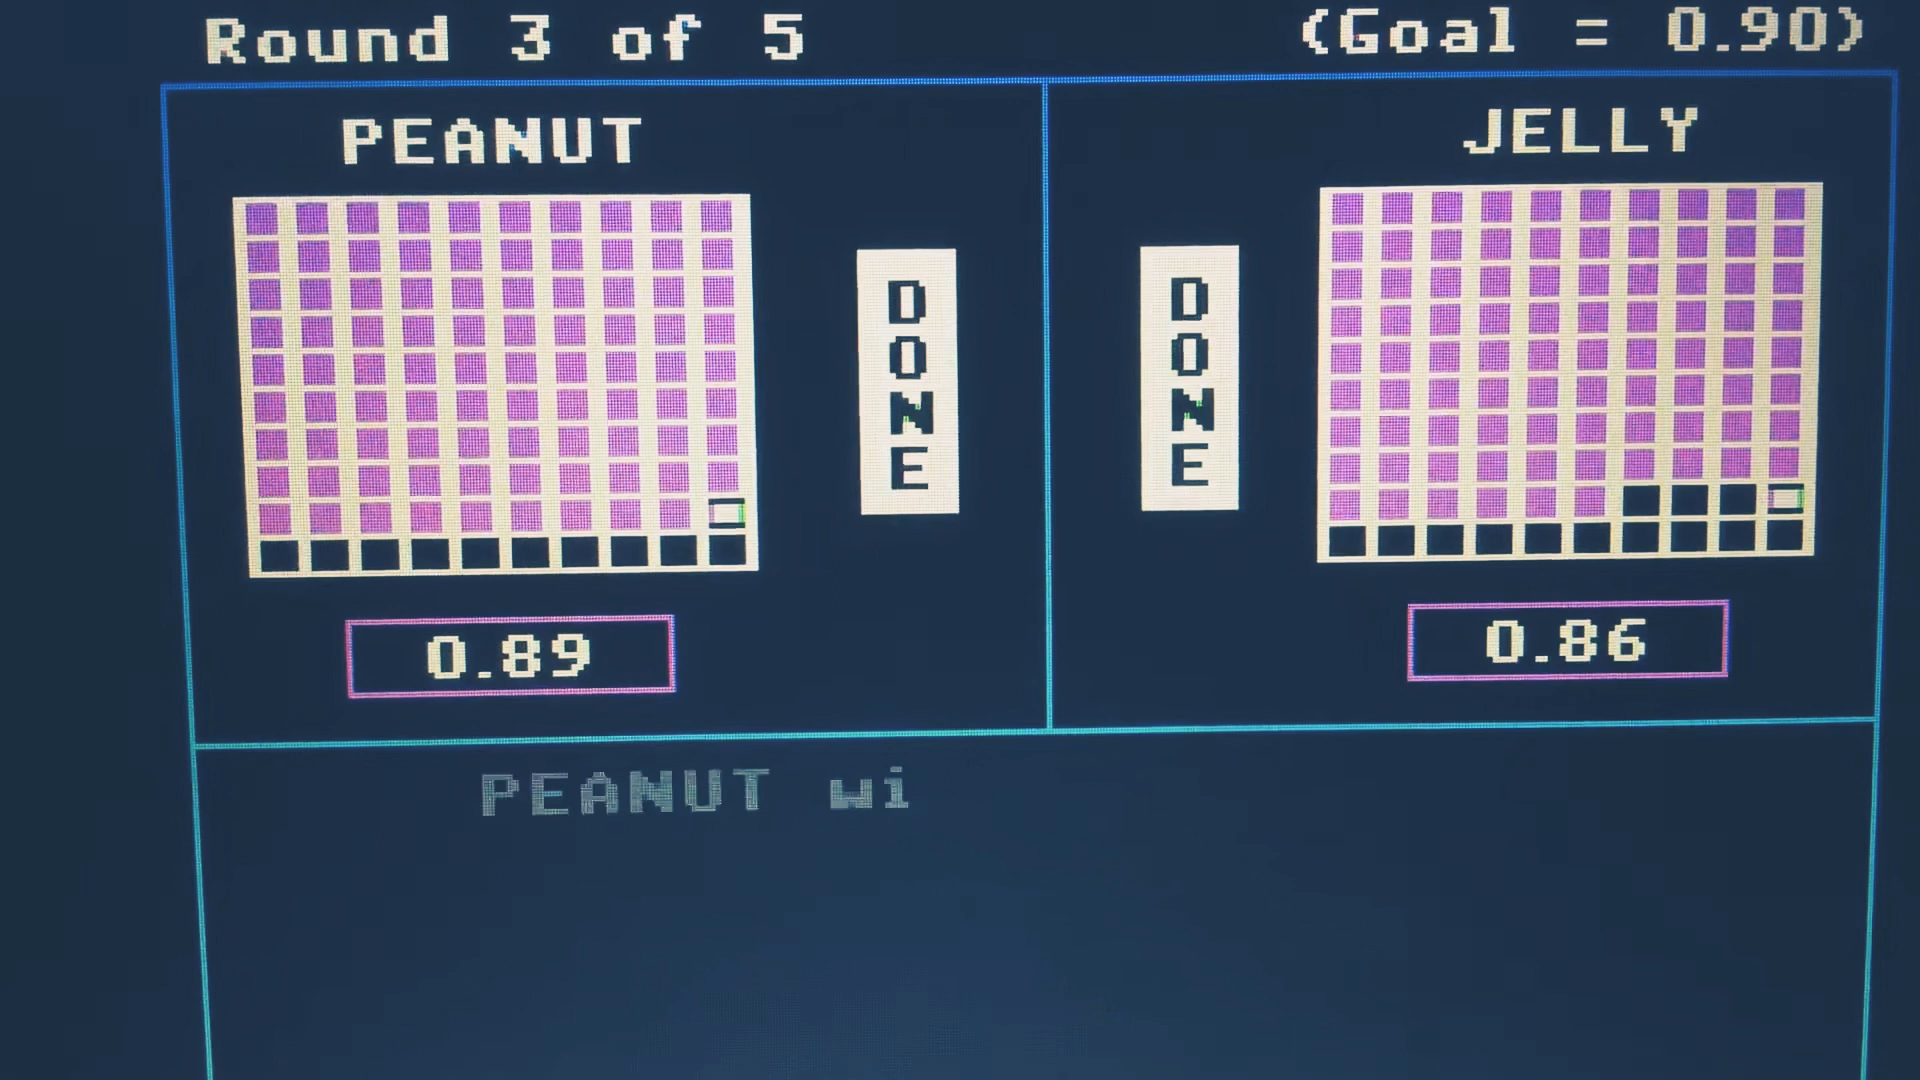 Round 3 of 5
(Goal = 0.90)
PEANUT
JELLY
DONE
DONE
0.89
0.86
PEANUT wi